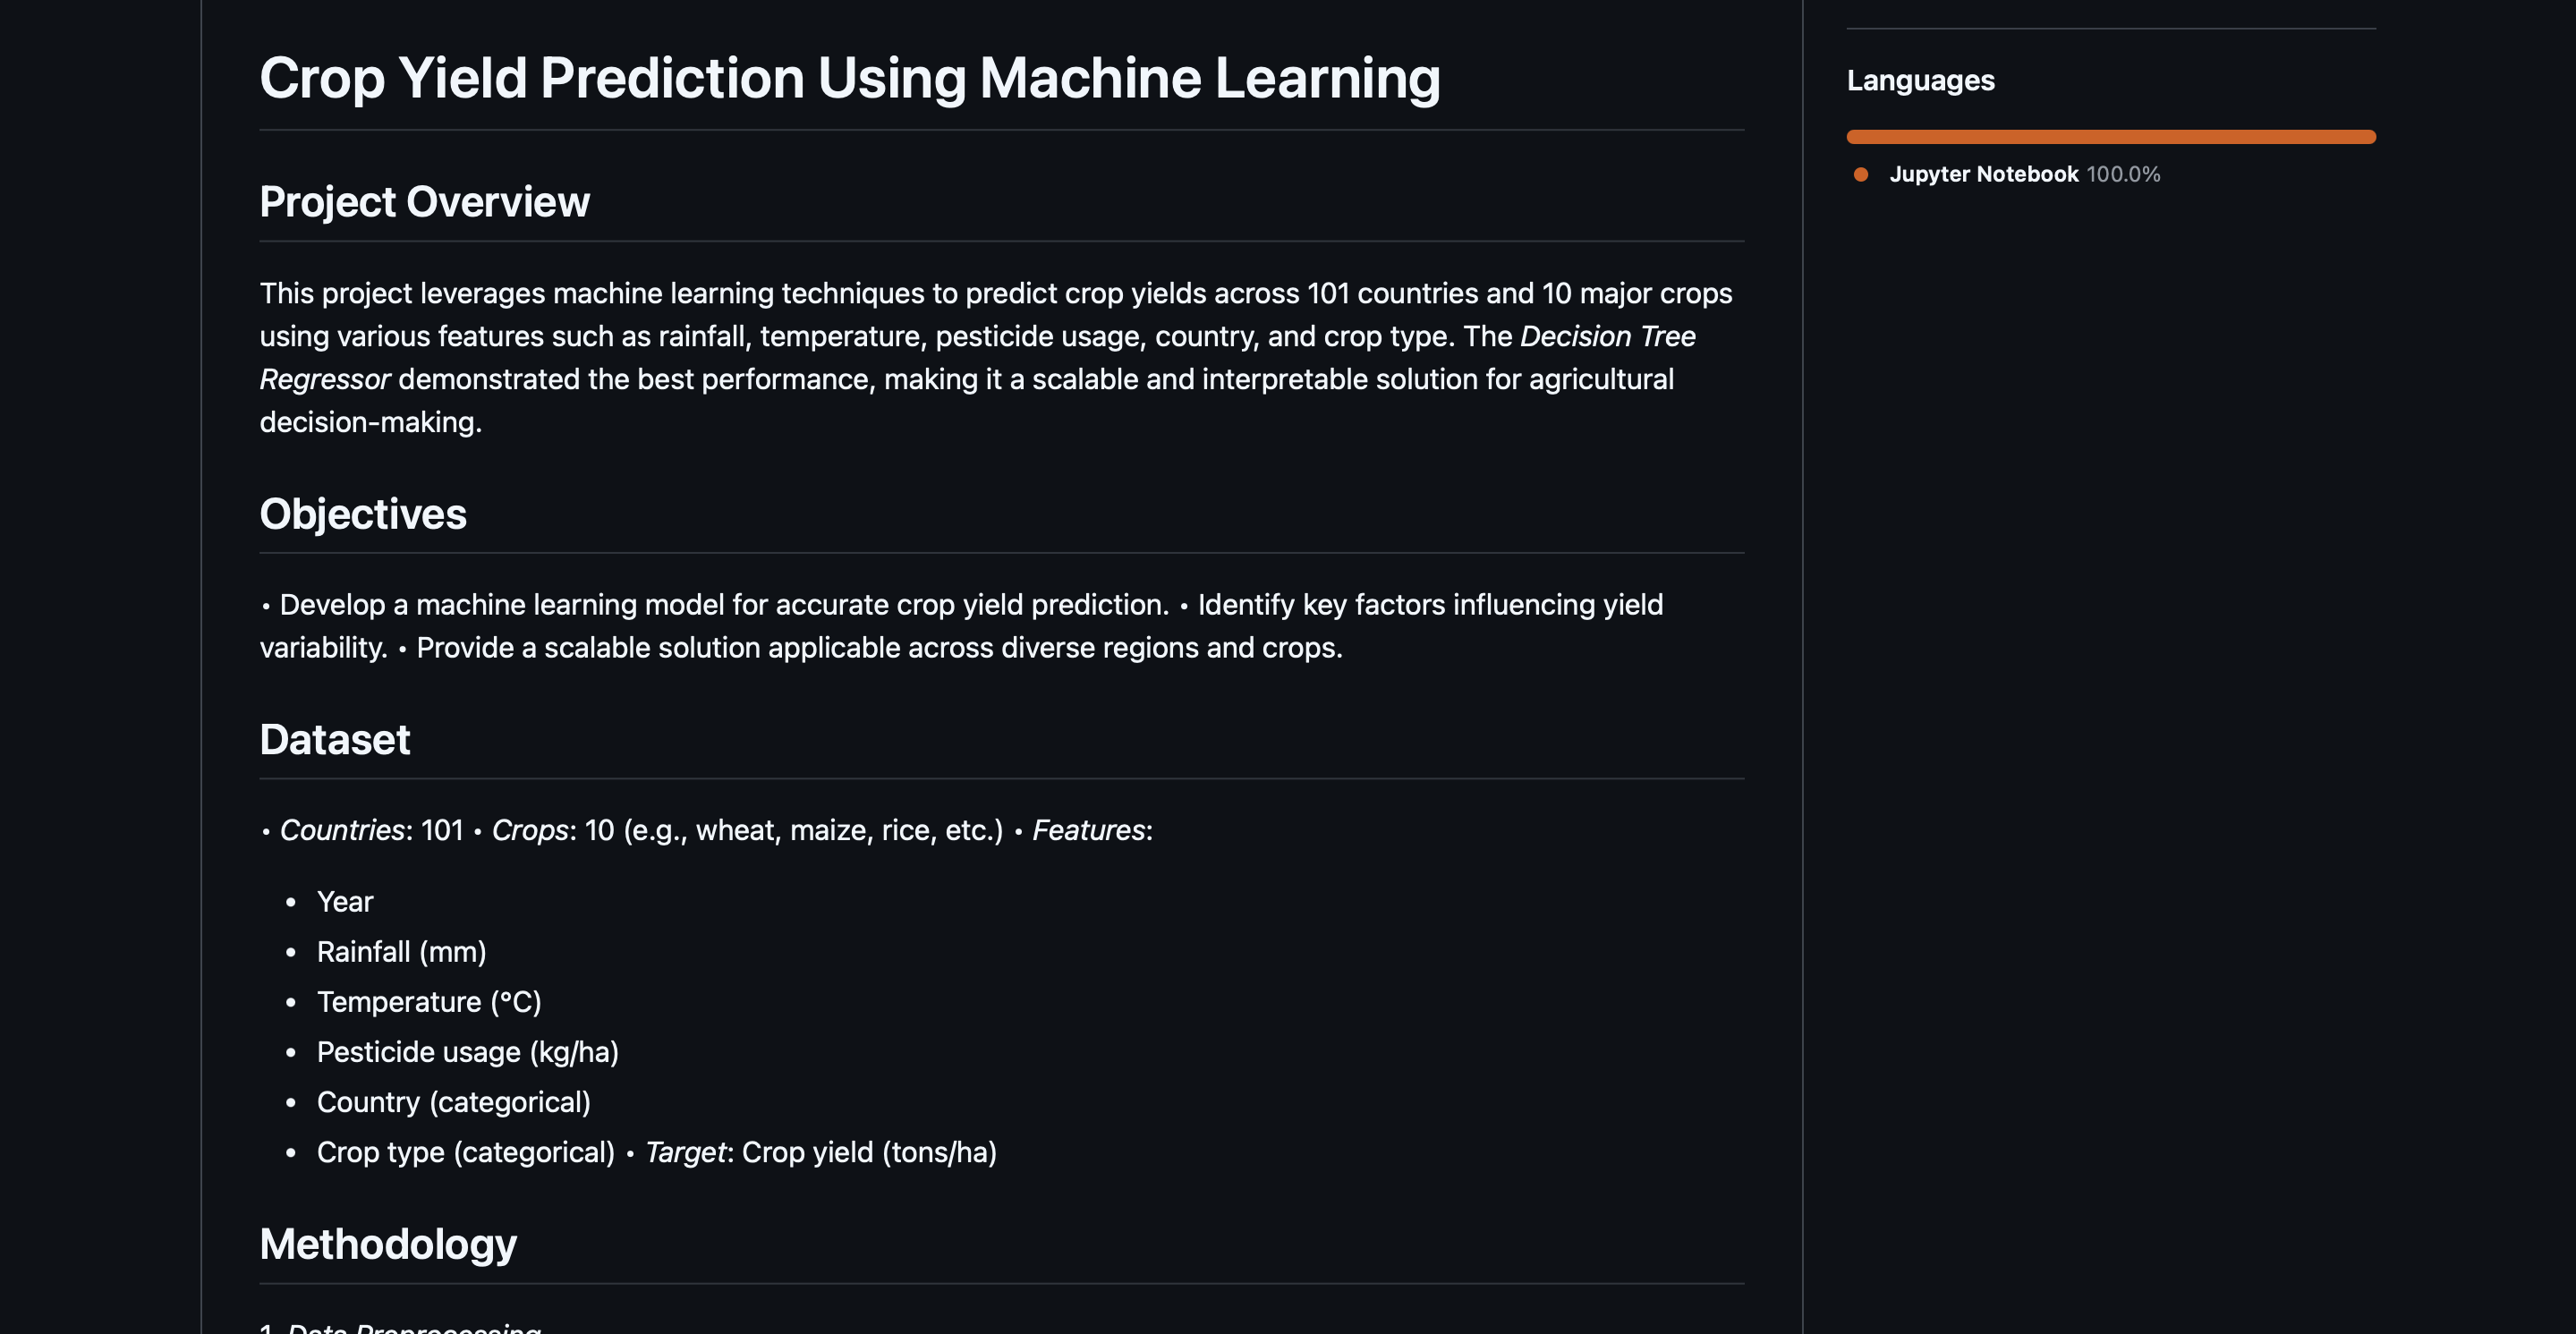 Crop Yield Prediction Using Machine Learning
Project Overview
This project leverages machine learning techniques to predict crop yields across 101 countries and 10 major crops
using various features such as rainfall, temperature, pesticide usage, country, and crop type. The Decision Tree
Regressor demonstrated the best performance, making it a scalable and interpretable solution for agricultural
decision-making.
Objectives
• Develop a machine learning model for accurate crop yield prediction. • Identify key factors influencing yield
variability. • Provide a scalable solution applicable across diverse regions and crops.
Dataset
• Countries: 101 • Crops: 10 (e.g., wheat, maize, rice, etc.) • Features:
• Year
• Rainfall (mm)
• Temperature (°C)
• Pesticide usage (kg/ha)
• Country (categorical)
• Crop type (categorical) • Target: Crop yield (tons/ha)
Methodology
1. Data Preprocessing
Languages
Jupyter Notebook 100.0%